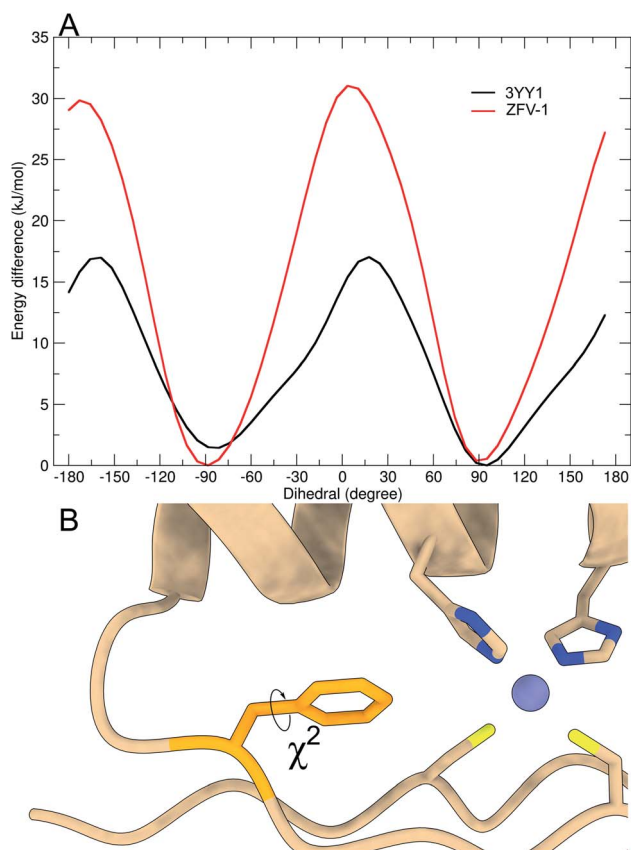 A
35
30
25
20
15
10
5
0
Energy difference (kJ/mol)
3YY1
ZFV-1
-180 -150 -120 -90 -60 -30 0 30 60 90 120 150 180
Dihedral (degree)
B
χ2